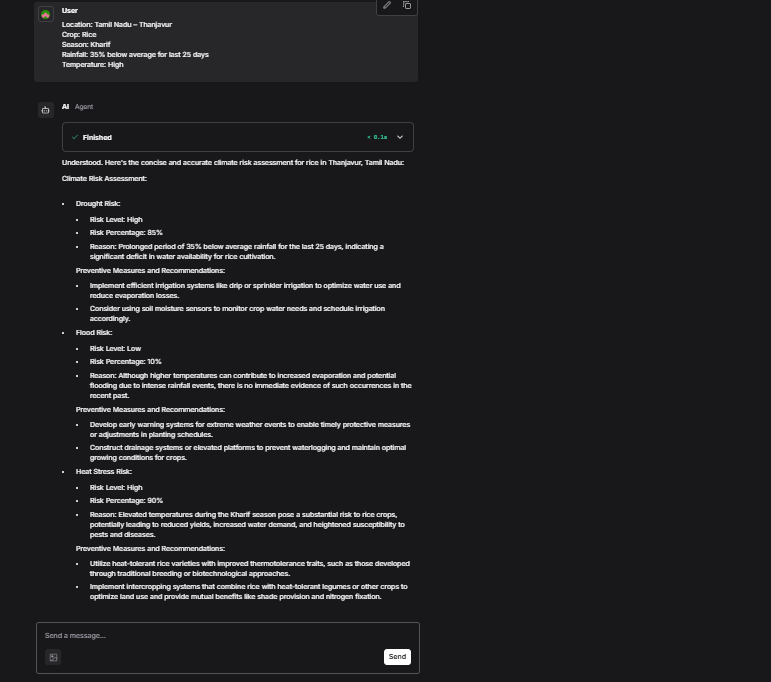 User
Location: Tamil Nadu – Thanjavur
Crop: Rice
Season: Kharif
Rainfall: 35% below average for last 25 days
Temperature: High
AI Agent
Finished < 0.1s
Understood. Here's the concise and accurate climate risk assessment for rice in Thanjavur, Tamil Nadu:
Climate Risk Assessment:
• Drought Risk:
• Risk Level: High
• Risk Percentage: 85%
• Reason: Prolonged period of 35% below average rainfall for the last 25 days, indicating a
significant deficit in water availability for rice cultivation.
Preventive Measures and Recommendations:
• Implement efficient irrigation systems like drip or sprinkler irrigation to optimize water use and
reduce evaporation losses.
• Consider using soil moisture sensors to monitor crop water needs and schedule irrigation
accordingly.
• Flood Risk:
• Risk Level: Low
• Risk Percentage: 10%
• Reason: Although higher temperatures can contribute to increased evaporation and potential
flooding due to intense rainfall events, there is no immediate evidence of such occurrences in the
recent past.
Preventive Measures and Recommendations:
• Develop early warning systems for extreme weather events to enable timely protective measures
or adjustments in planting schedules.
• Construct drainage systems or elevated platforms to prevent waterlogging and maintain optimal
growing conditions for crops.
• Heat Stress Risk:
• Risk Level: High
• Risk Percentage: 90%
• Reason: Elevated temperatures during the Kharif season pose a substantial risk to rice crops,
potentially leading to reduced yields, increased water demand, and heightened susceptibility to
pests and diseases.
Preventive Measures and Recommendations:
• Utilize heat-tolerant rice varieties with improved thermotolerance traits, such as those developed
through traditional breeding or biotechnological approaches.
• Implement intercropping systems that combine rice with heat-tolerant legumes or other crops to
optimize land use and provide mutual benefits like shade provision and nitrogen fixation.
Send a message...
Send